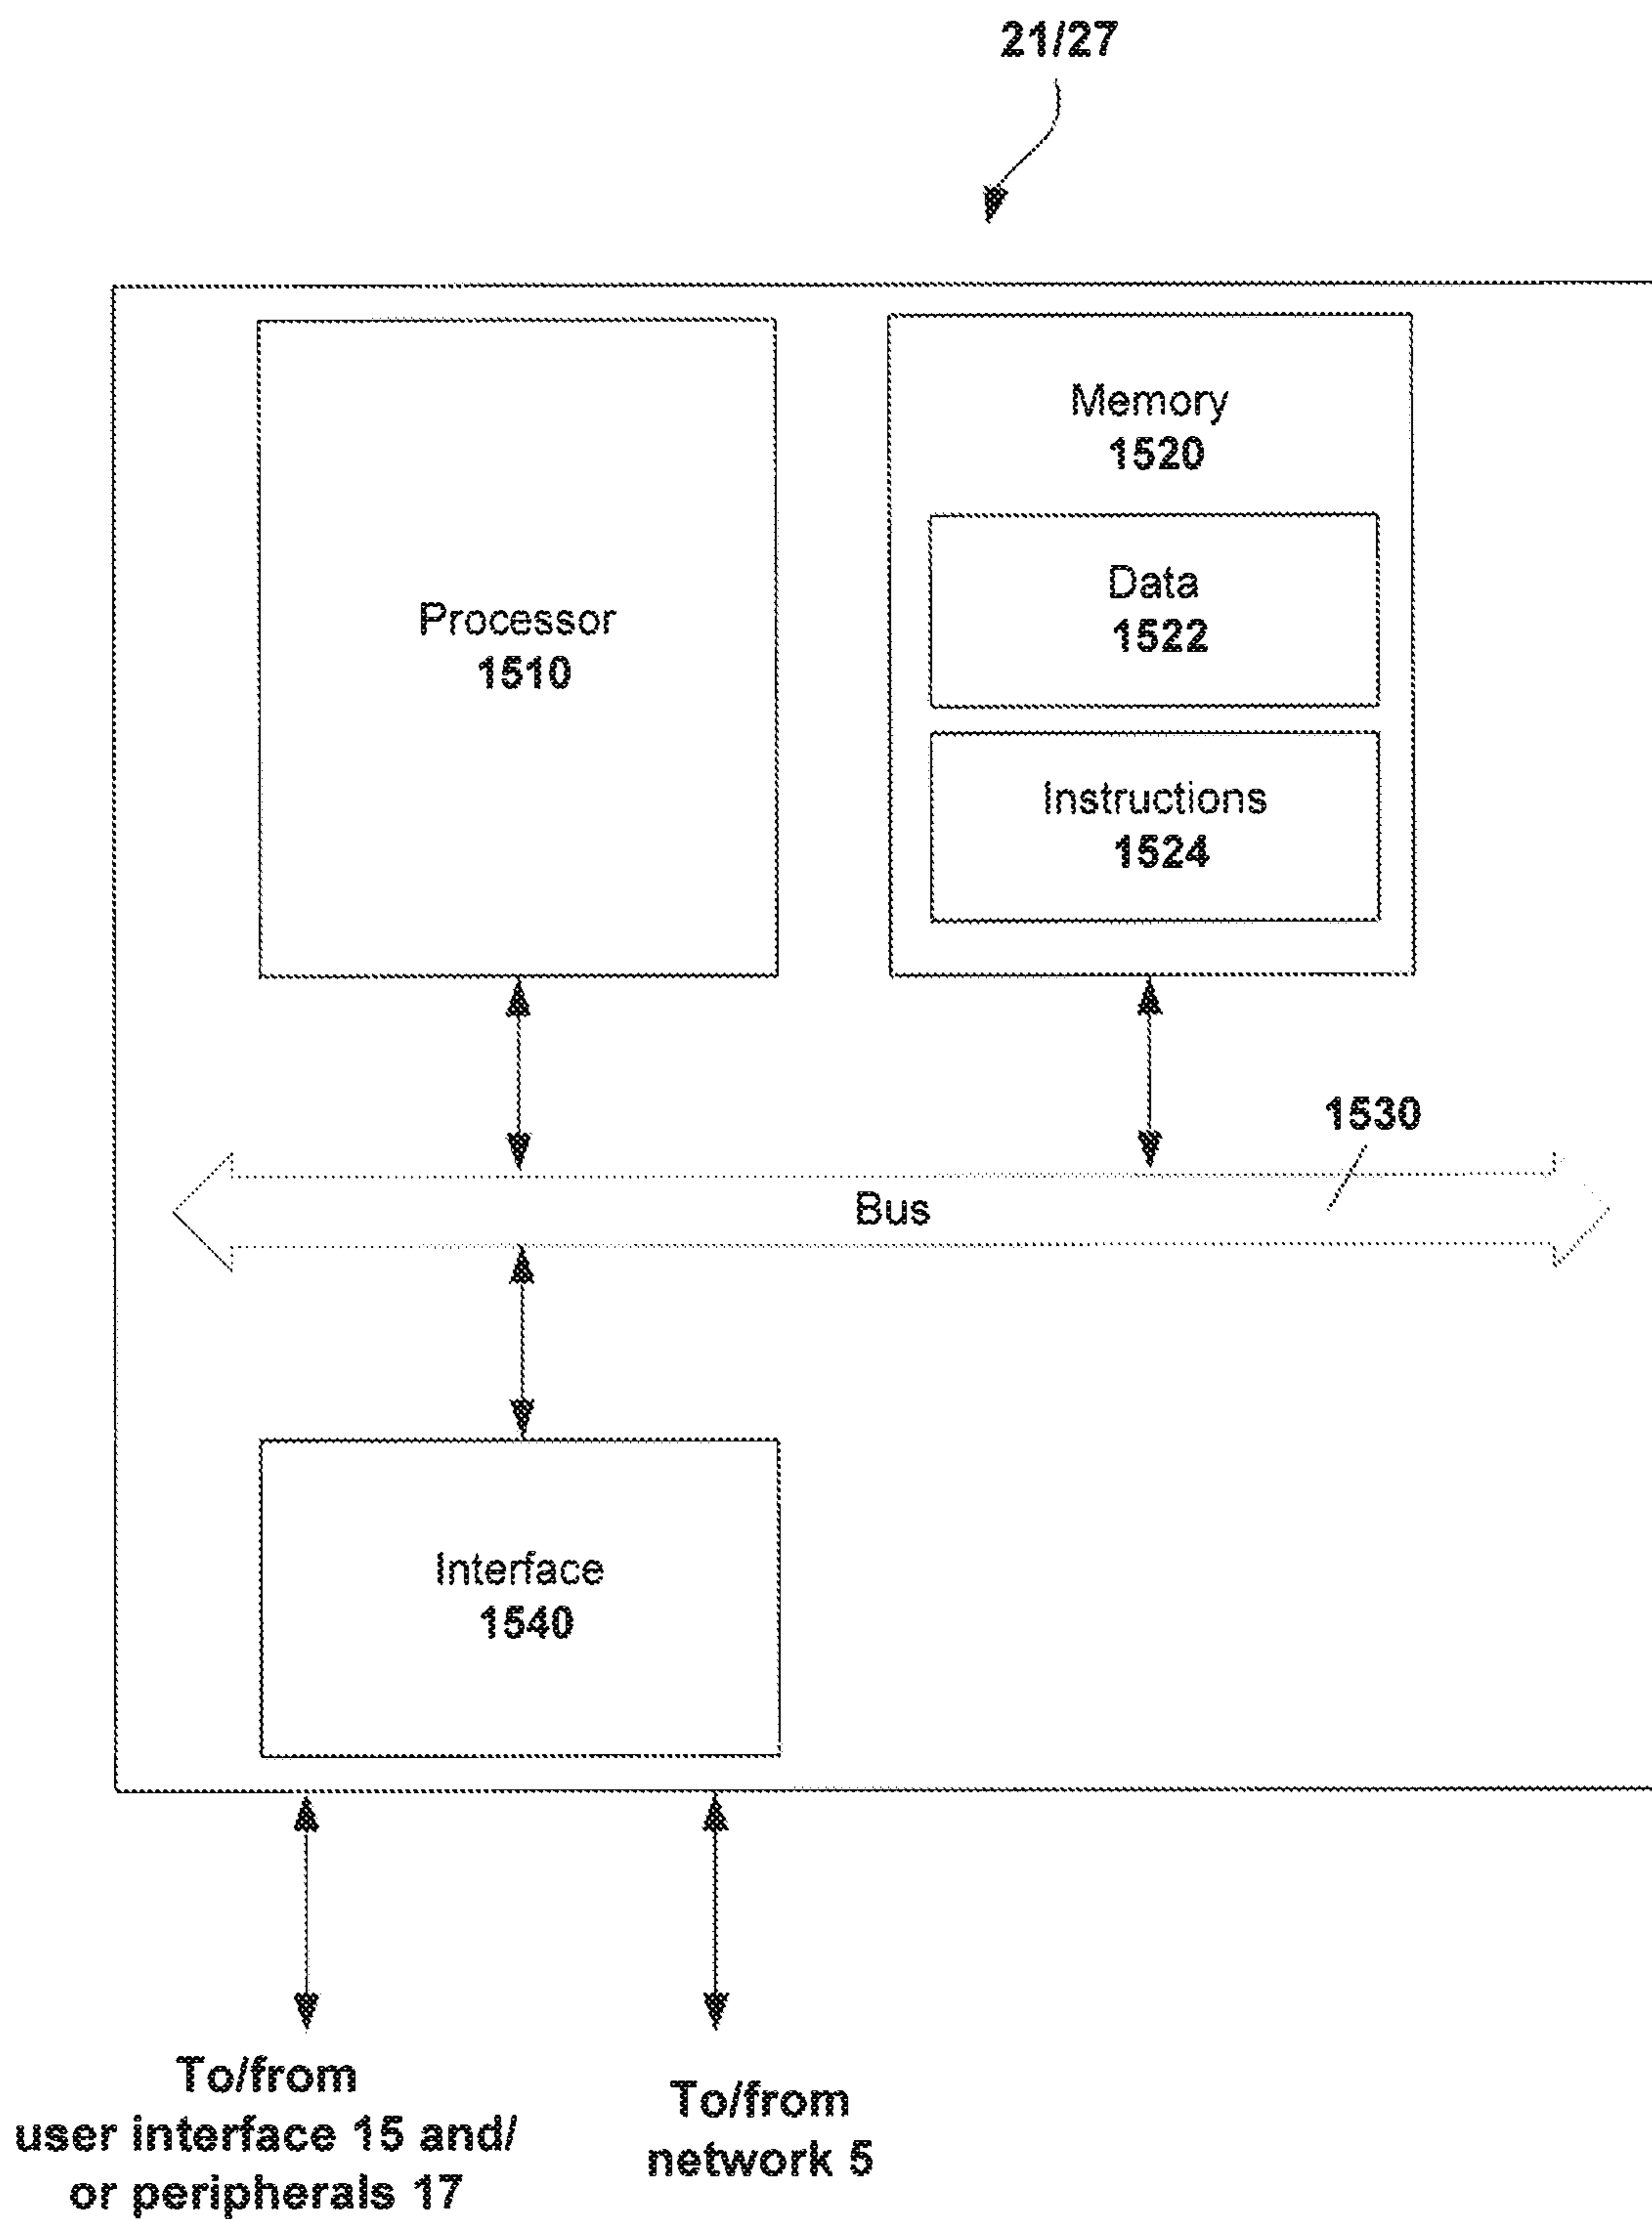 21/27
Processor
1510
Memory
1520
Data
1522
Instructions
1524
1530
Bus
Interface
1540
To/from
user interface 15 and/
or peripherals 17
To/from
network 5